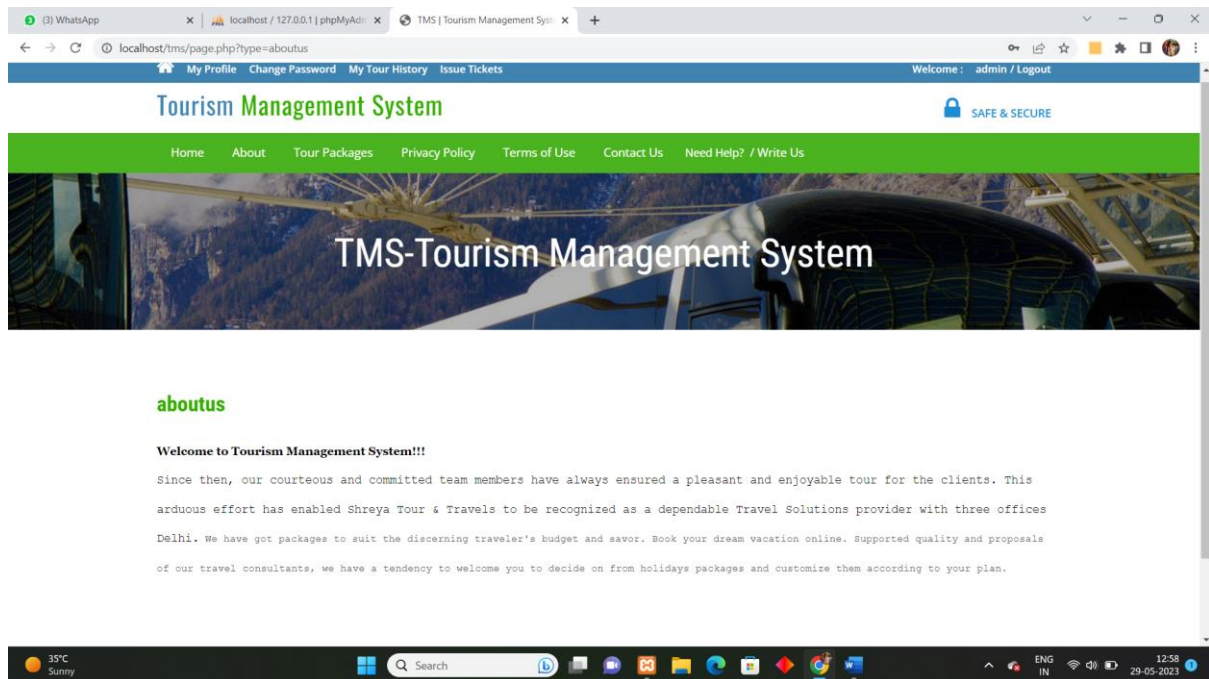 (3) WhatsApp
localhost / 127.0.0.1 | phpMyAdm
TMS | Tourism Management Syst
localhost/tms/page.php?type=aboutus
My Profile Change Password My Tour History Issue Tickets
Welcome : admin / Logout
Tourism Management System
SAFE & SECURE
Home About Tour Packages Privacy Policy Terms of Use Contact Us Need Help? / Write Us
TMS-Tourism Management System
aboutus
Welcome to Tourism Management System!!!
Since then, our courteous and committed team members have always ensured a pleasant and enjoyable tour for the clients. This
arduous effort has enabled Shreya Tour & Travels to be recognized as a dependable Travel Solutions provider with three offices
Delhi. We have got packages to suit the discerning traveler's budget and savor. Book your dream vacation online. Supported quality and proposals
of our travel consultants, we have a tendency to welcome you to decide on from holidays packages and customize them according to your plan.
35°C
Sunny
Search
ENG
IN
12:58
29-05-2023
1